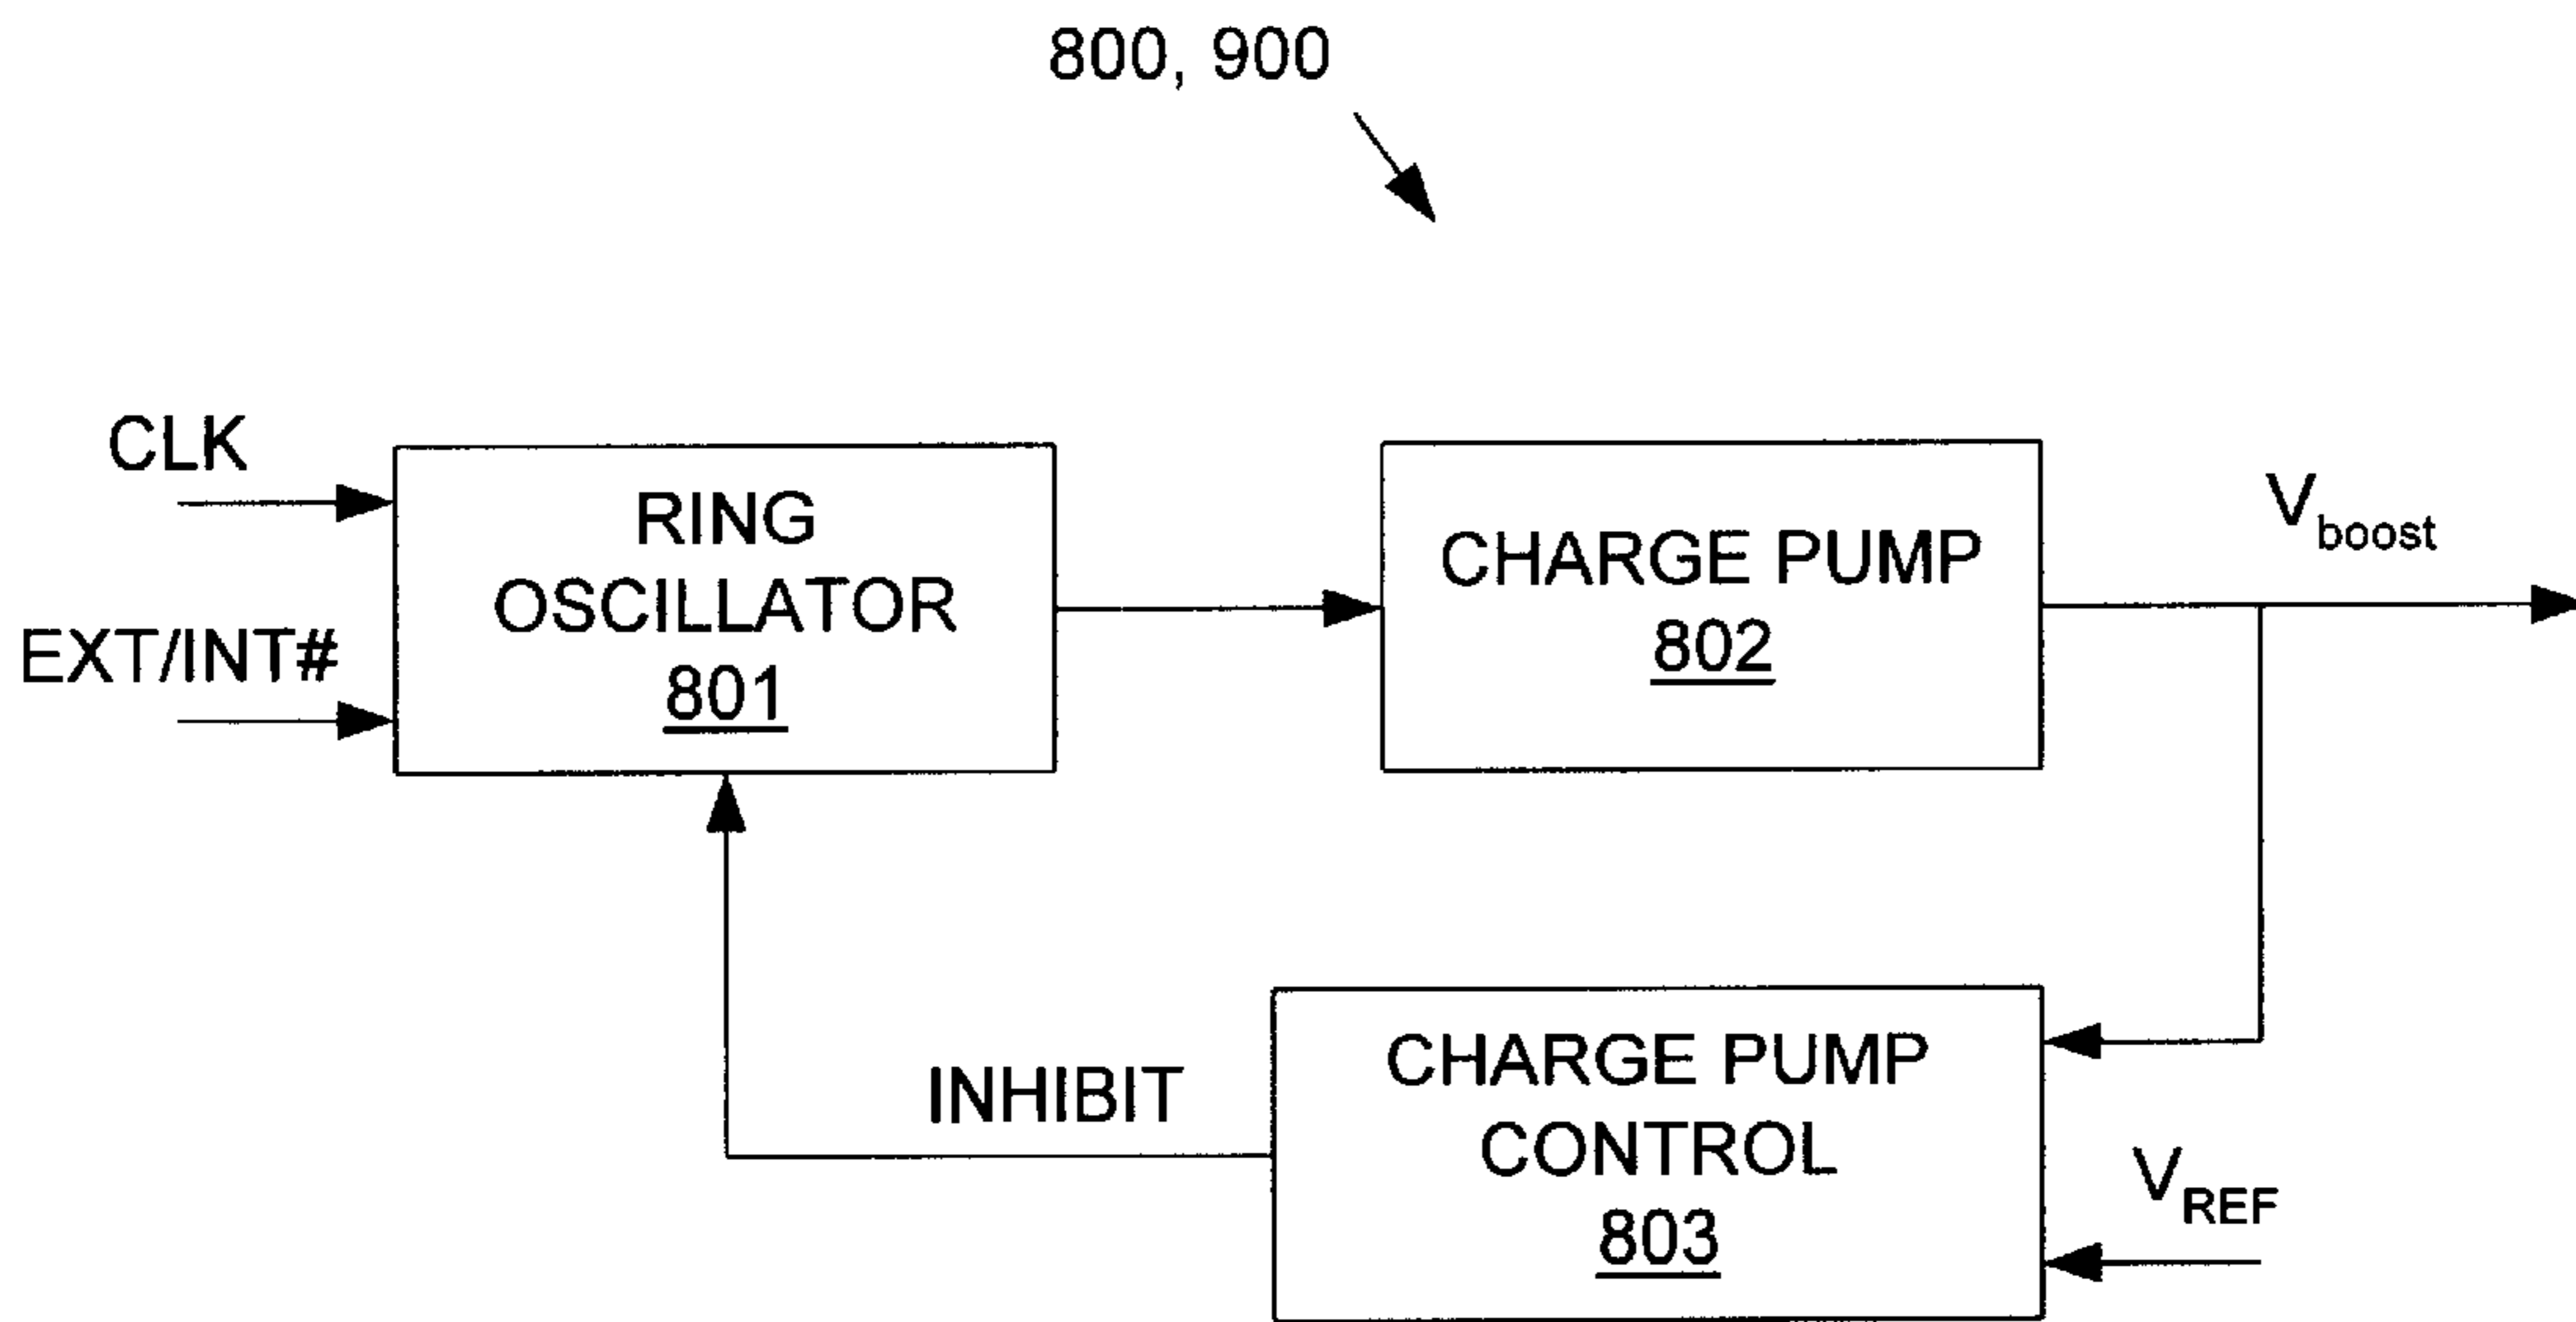 800, 900
CLK
EXT/INT#
RING
OSCILLATOR
801
CHARGE PUMP
802
Vboost
INHIBIT
CHARGE PUMP
CONTROL
803
VREF